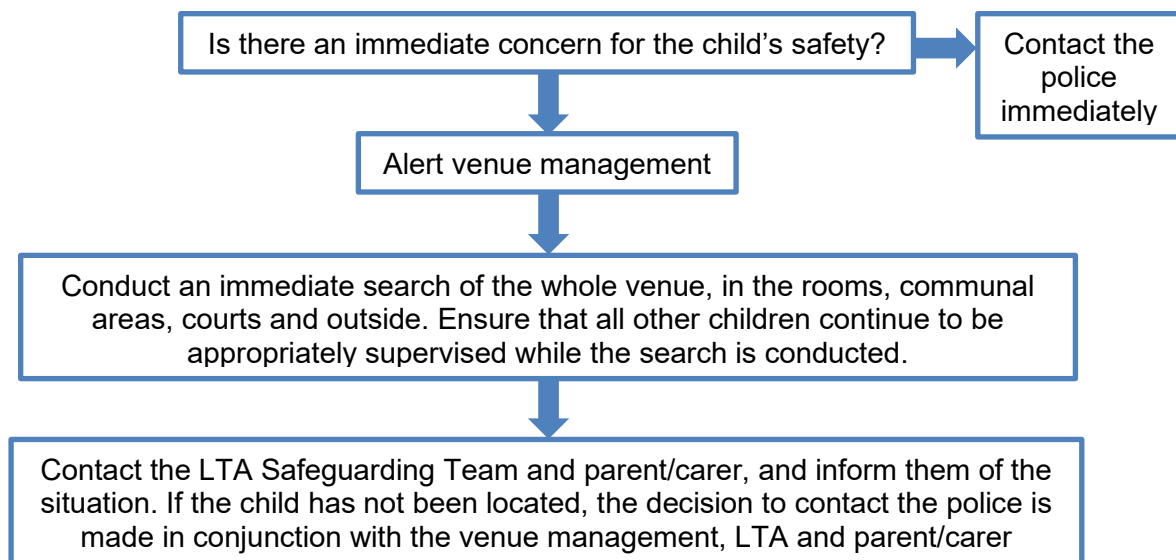 Is there an immediate concern for the child’s safety?
Contact the
police
immediately
Alert venue management
Conduct an immediate search of the whole venue, in the rooms, communal
areas, courts and outside. Ensure that all other children continue to be
appropriately supervised while the search is conducted.
Contact the LTA Safeguarding Team and parent/carer, and inform them of the
situation. If the child has not been located, the decision to contact the police is
made in conjunction with the venue management, LTA and parent/carer